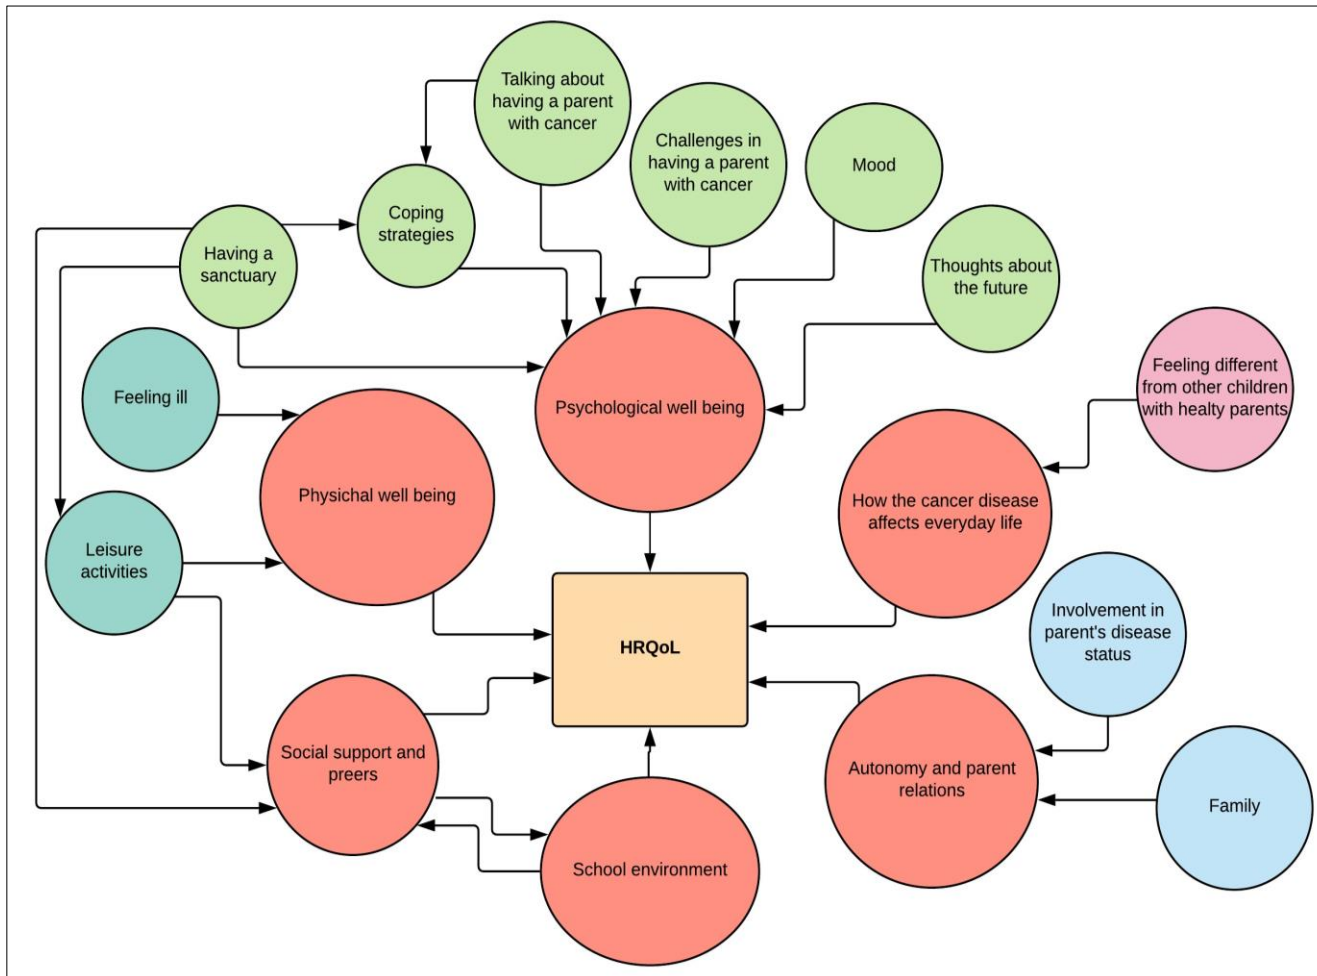 Talking about
having a parent
with cancer
Challenges in
having a parent
with cancer
Mood
Coping
strategies
Having a
sanctuary
Thoughts about
the future
Feeling ill
Psychological well being
Feeling different
from other children
with healty parents
Physichal well being
How the cancer disease
affects everyday life
Leisure
activities
Involvement in
parent's disease
status
HRQoL
Social support and
preers
Autonomy and parent
relations
Family
School environment